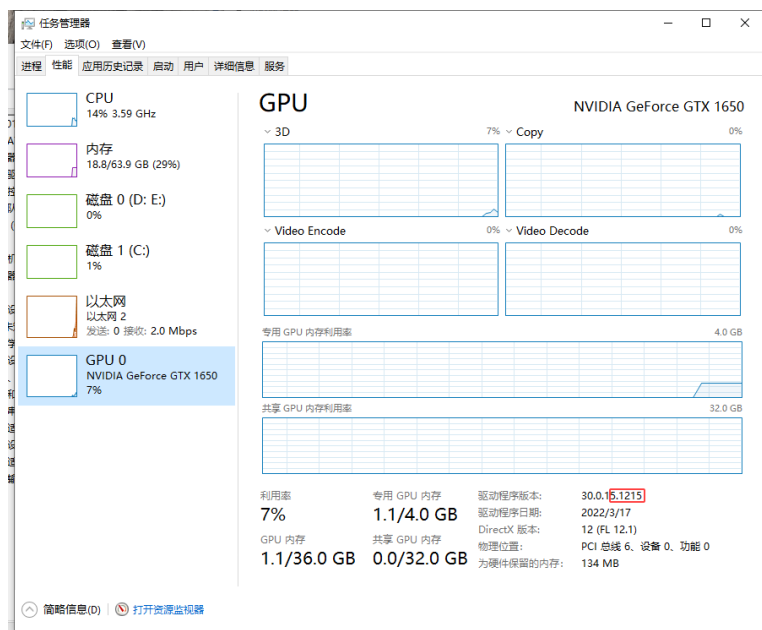 任务管理器
文件(F) 选项(O) 查看(V)
进程 性能 应用历史记录 启动 用户 详细信息 服务
CPU
14% 3.59 GHz
内存
18.8/63.9 GB (29%)
磁盘 0 (D: E:)
0%
磁盘 1 (C:)
1%
以太网
以太网 2
发送: 0 接收: 2.0 Mbps
GPU 0
NVIDIA GeForce GTX 1650
7%
GPU NVIDIA GeForce GTX 1650
3D 7% Copy 0%
Video Encode 0% Video Decode 0%
专用 GPU 内存利用率 4.0 GB
共享 GPU 内存利用率 32.0 GB
利用率 专用 GPU 内存 驱动程序版本: 30.0.15.1215
7% 1.1/4.0 GB 驱动程序日期: 2022/3/17
DirectX 版本: 12 (FL 12.1)
GPU 内存 共享 GPU 内存 物理位置: PCI 总线 6、设备 0、功能 0
1.1/36.0 GB 0.0/32.0 GB 为硬件保留的内存: 134 MB
简略信息(D) 打开资源监视器